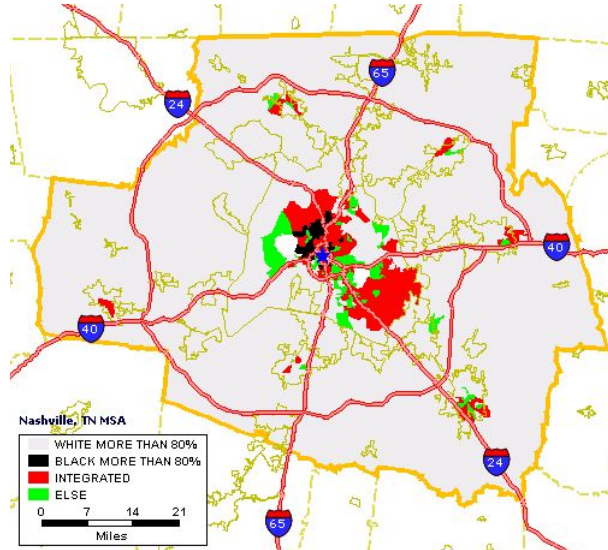 65
24
40
40
24
65
Nashville, TN MSA
WHITE MORE THAN 80%
BLACK MORE THAN 80%
INTEGRATED
ELSE
0 7 14 21
Miles